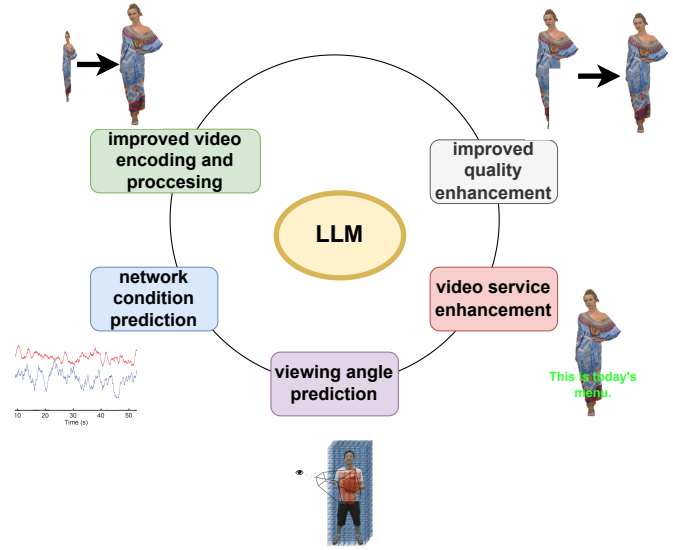 improved video
encoding and
proccesing
improved
quality
enhancement
LLM
network
condition
prediction
video service
enhancement
viewing angle
prediction
This is today's
menu.
10 20 30 40 50
Time (s)